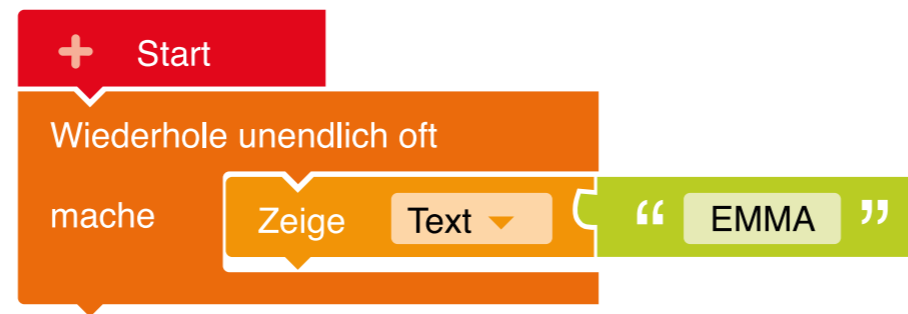 Start
Wiederhole unendlich oft
mache Zeige Text “ EMMA ”